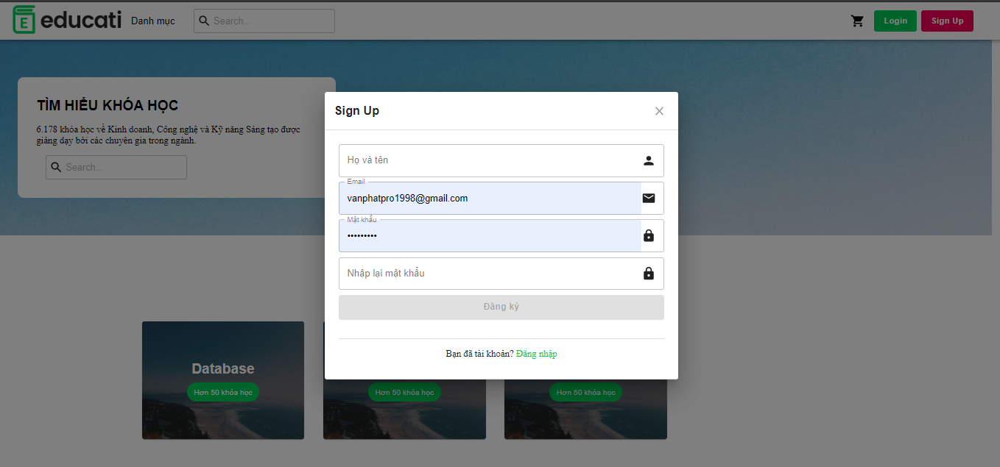 educati
Danh mục
Search...
Login
Sign Up
TÌM HIỂU KHÓA HỌC
6.178 khóa học về Kinh doanh, Công nghệ và Kỹ năng Sáng tạo được
giảng dạy bởi các chuyên gia trong ngành.
Search...
Sign Up
Họ và tên
Email
vanphatpro1998@gmail.com
Mật khẩu
•••••••••
Nhập lại mật khẩu
Đăng ký
Bạn đã tài khoản? Đăng nhập
Database
Hơn 50 khóa học
Hơn 50 khóa học
Hơn 50 khóa học